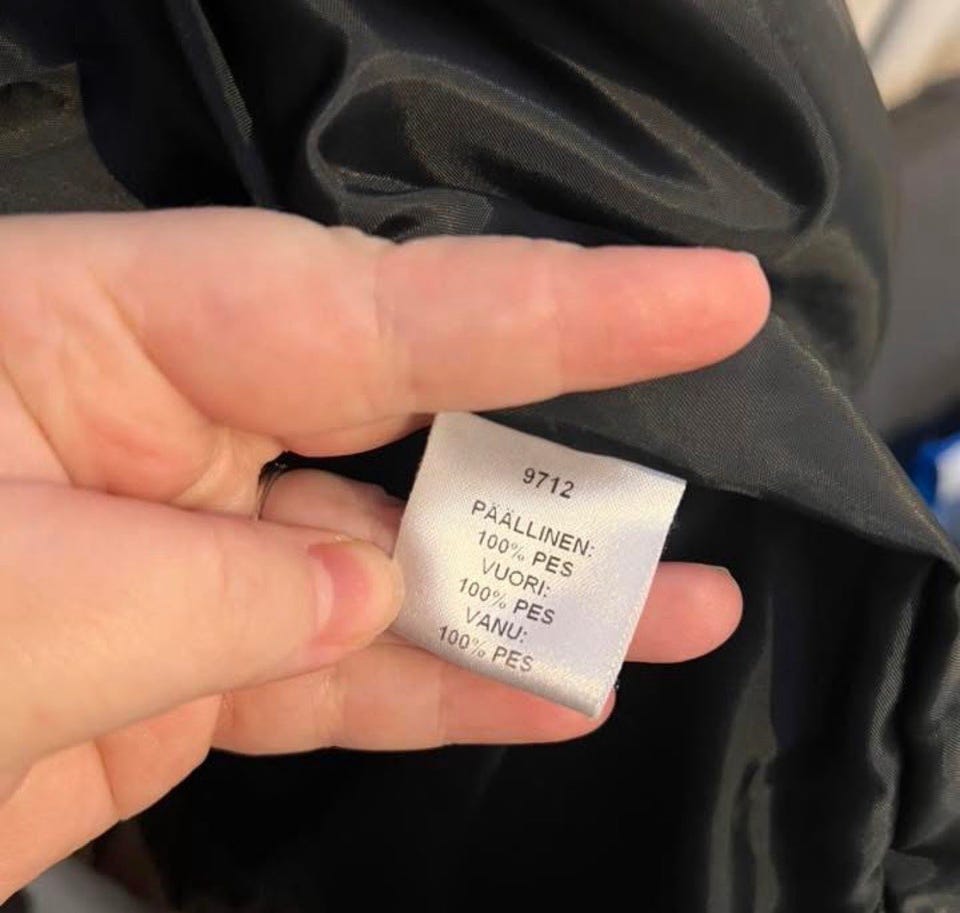 9712
PÄÄLLINEN:
100% PES
VUORI:
100% PES
VANU:
100% PES